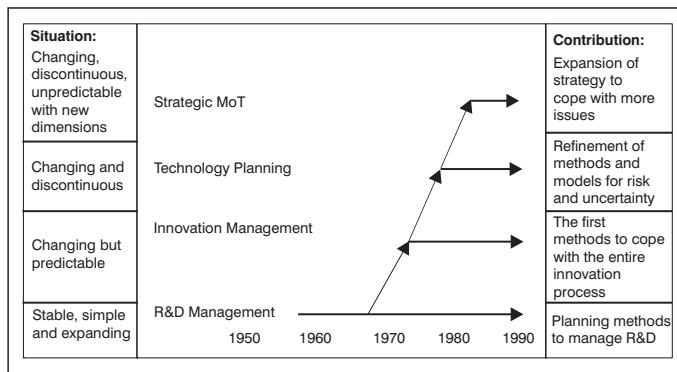 Situation:
Changing,
discontinuous,
unpredictable
with new
dimensions
Changing and
discontinuous
Changing but
predictable
Stable, simple
and expanding
Strategic MoT
Technology Planning
Innovation Management
R&D Management
1950 1960 1970 1980 1990
Contribution:
Expansion of
strategy to
cope with more
issues
Refinement of
methods and
models for risk
and uncertainty
The first
methods to cope
with the entire
innovation
process
Planning methods
to manage R&D